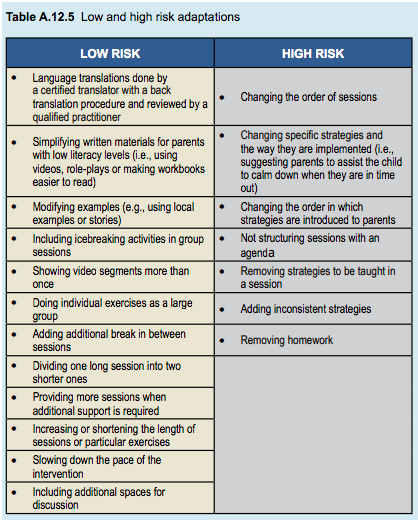 Table A.12.5 Low and high risk adaptations
LOW RISK
HIGH RISK
• Language translations done by
a certified translator with a back
translation procedure and reviewed by a
qualified practitioner
• Changing the order of sessions
• Simplifying written materials for parents
with low literacy levels (i.e., using
videos, role-plays or making workbooks
easier to read)
• Changing specific strategies and
the way they are implemented (i.e.,
suggesting parents to assist the child
to calm down when they are in time
out)
• Modifying examples (e.g., using local
examples or stories)
• Changing the order in which
strategies are introduced to parents
• Including icebreaking activities in group
sessions
• Not structuring sessions with an
agenda
• Showing video segments more than
once
• Removing strategies to be taught in
a session
• Doing individual exercises as a large
group
• Adding inconsistent strategies
• Adding additional break in between
sessions
• Removing homework
• Dividing one long session into two
shorter ones
• Providing more sessions when
additional support is required
• Increasing or shortening the length of
sessions or particular exercises
• Slowing down the pace of the
intervention
• Including additional spaces for
discussion